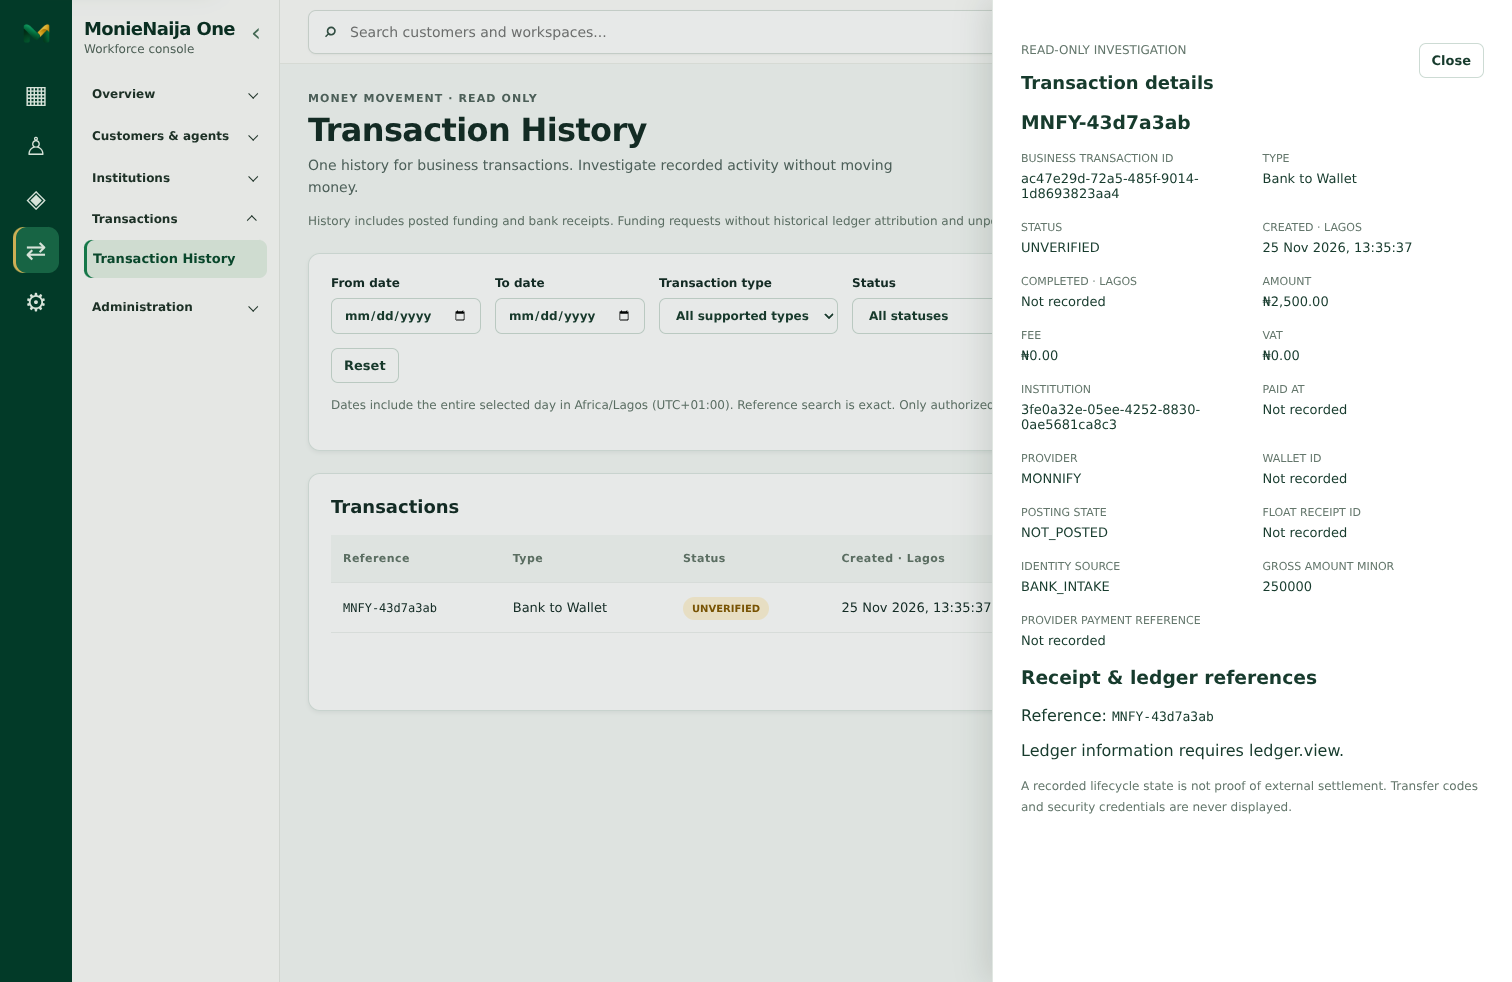 MonieNaija One
Workforce console
Overview
Customers & agents
Institutions
Transactions
Transaction History
Administration
Search customers and workspaces...
MONEY MOVEMENT · READ ONLY
Transaction History
One history for business transactions. Investigate recorded activity without moving
money.
History includes posted funding and bank receipts. Funding requests without historical ledger attribution and
From date
To date
Transaction type
Status
mm/dd/yyyy
mm/dd/yyyy
All supported types
All statuses
Reset
Dates include the entire selected day in Africa/Lagos (UTC+01:00). Reference search is exact. Only authorized
Transactions
Reference Type Status Created · Lagos
MNFY-43d7a3ab Bank to Wallet UNVERIFIED 25 Nov 2026, 13:35:37
READ-ONLY INVESTIGATION
Close
Transaction details
MNFY-43d7a3ab
BUSINESS TRANSACTION ID
ac47e29d-72a5-485f-9014-
1d8693823aa4
TYPE
Bank to Wallet
STATUS
UNVERIFIED
CREATED · LAGOS
25 Nov 2026, 13:35:37
COMPLETED · LAGOS
Not recorded
AMOUNT
₦2,500.00
FEE
₦0.00
VAT
₦0.00
INSTITUTION
3fe0a32e-05ee-4252-8830-
0ae5681ca8c3
PAID AT
Not recorded
PROVIDER
MONNIFY
WALLET ID
Not recorded
POSTING STATE
NOT_POSTED
FLOAT RECEIPT ID
Not recorded
IDENTITY SOURCE
BANK_INTAKE
GROSS AMOUNT MINOR
250000
PROVIDER PAYMENT REFERENCE
Not recorded
Receipt & ledger references
Reference: MNFY-43d7a3ab
Ledger information requires ledger.view.
A recorded lifecycle state is not proof of external settlement. Transfer codes
and security credentials are never displayed.